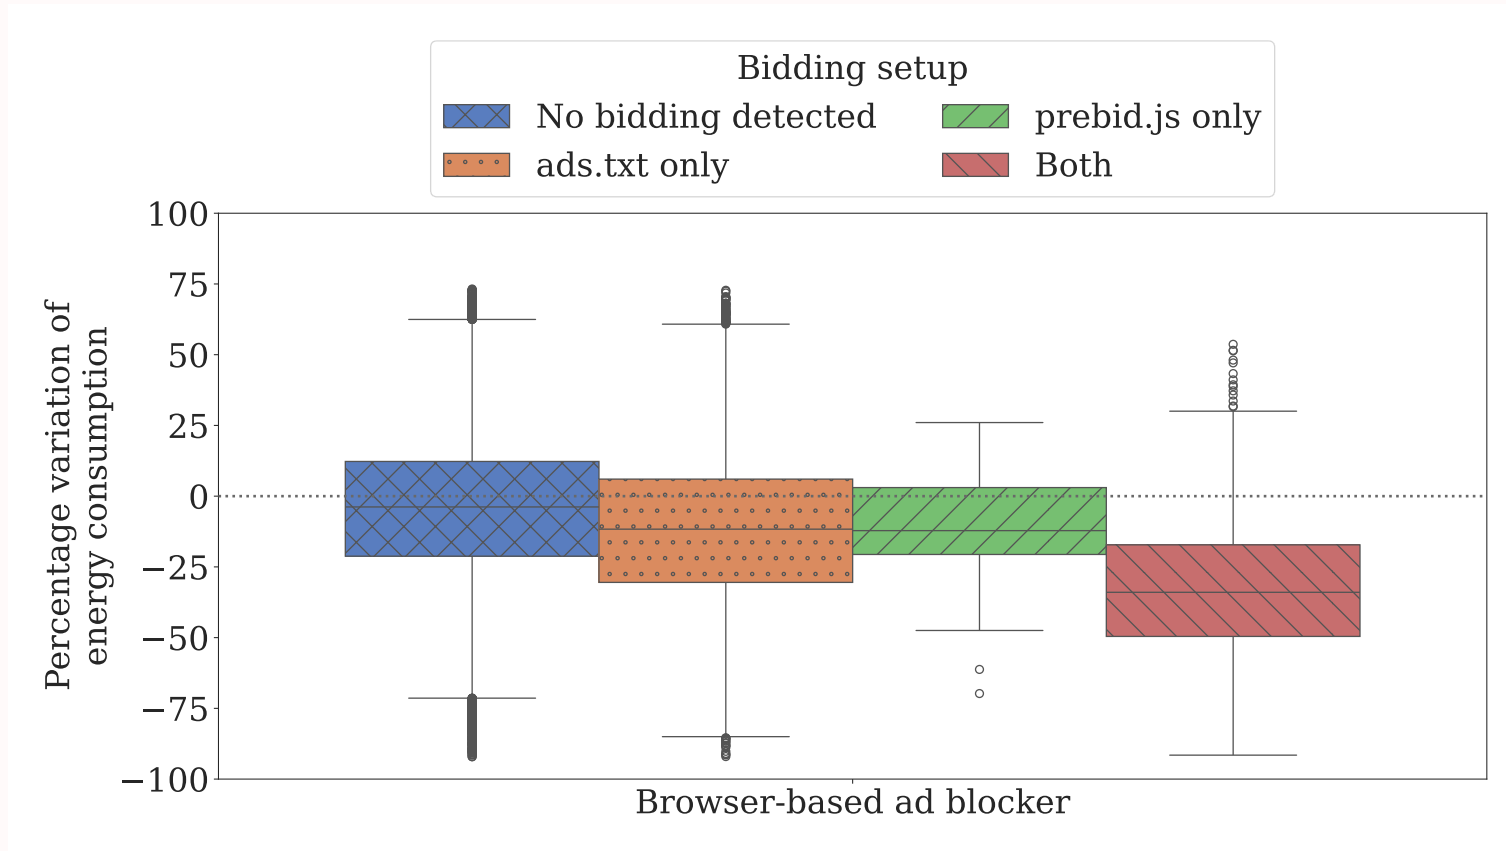 Bidding setup
No bidding detected
prebid.js only
ads.txt only
Both
100
75
50
25
0
−25
−50
−75
−100
Percentage variation of
energy consumption
Browser-based ad blocker